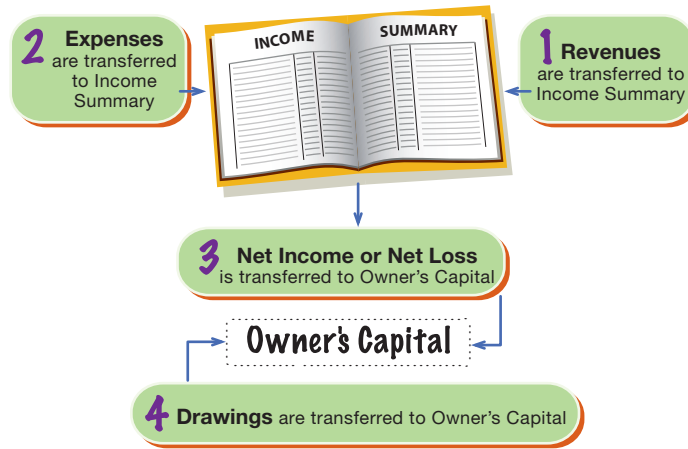 2 Expenses
are transferred
to Income
Summary
INCOME SUMMARY
1 Revenues
are transferred to
Income Summary
3 Net Income or Net Loss
is transferred to Owner's Capital
Owner's Capital
4 Drawings are transferred to Owner's Capital